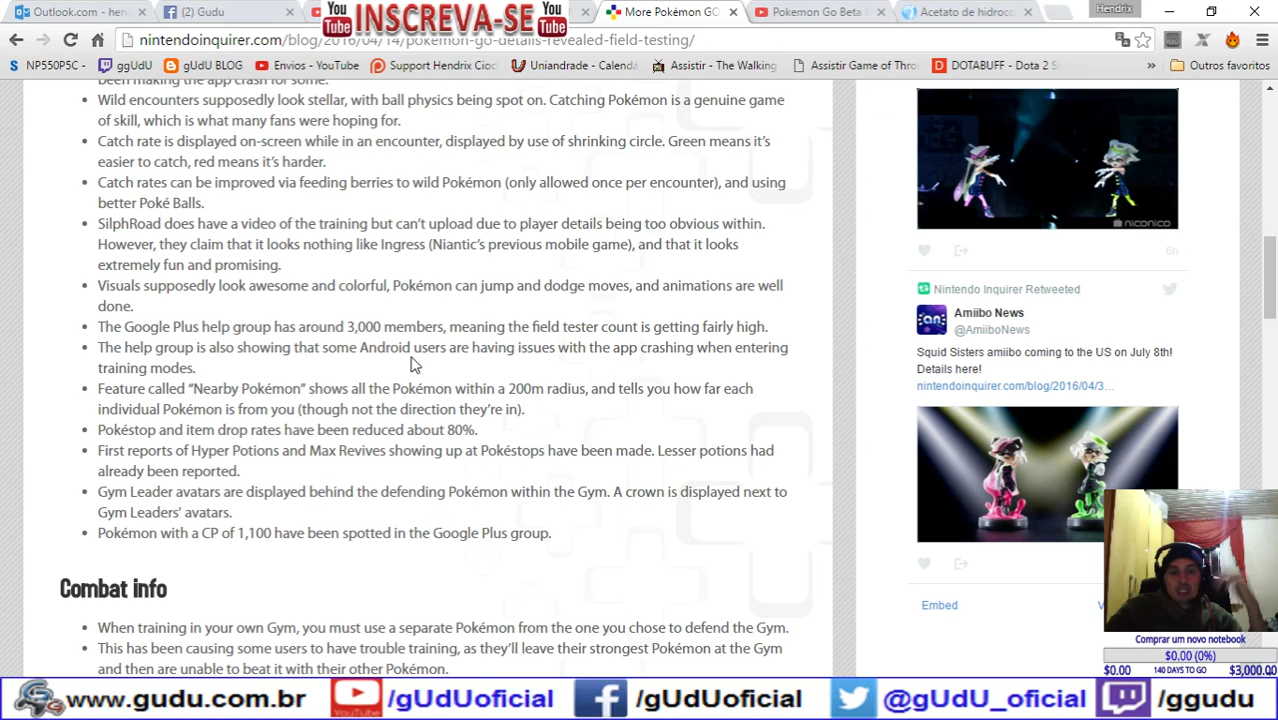 Outlook.com - hen
(2) Gudu
You Tube INSCREVA-SE You Tube
More Pokémon GO
Pokemon Go Beta
Acetato de hidroco
Hendrix
nintendoinquirer.com/blog/2016/04/14/pokemon-go-details-revealed-field-testing/
NP550P5C - ggUdU gUdU BLOG Envios - YouTube Support Hendrix Cioc Uniandrade - Calenda Assistir - The Walking Assistir Game of Thro DOTABUFF - Dota 2 St » Outros favoritos
been making the app crash for some.
• Wild encounters supposedly look stellar, with ball physics being spot on. Catching Pokémon is a genuine game
of skill, which is what many fans were hoping for.
• Catch rate is displayed on-screen while in an encounter, displayed by use of shrinking circle. Green means it's
easier to catch, red means it's harder.
• Catch rates can be improved via feeding berries to wild Pokémon (only allowed once per encounter), and using
better Poké Balls.
• SilphRoad does have a video of the training but can't upload due to player details being too obvious within.
However, they claim that it looks nothing like Ingress (Niantic's previous mobile game), and that it looks
extremely fun and promising.
• Visuals supposedly look awesome and colorful, Pokémon can jump and dodge moves, and animations are well
done.
• The Google Plus help group has around 3,000 members, meaning the field tester count is getting fairly high.
• The help group is also showing that some Android users are having issues with the app crashing when entering
training modes.
• Feature called "Nearby Pokémon" shows all the Pokémon within a 200m radius, and tells you how far each
individual Pokémon is from you (though not the direction they're in).
• Pokéstop and item drop rates have been reduced about 80%.
• First reports of Hyper Potions and Max Revives showing up at Pokéstops have been made. Lesser potions had
already been reported.
• Gym Leader avatars are displayed behind the defending Pokémon within the Gym. A crown is displayed next to
Gym Leaders' avatars.
• Pokémon with a CP of 1,100 have been spotted in the Google Plus group.
Combat info
• When training in your own Gym, you must use a separate Pokémon from the one you chose to defend the Gym.
• This has been causing some users to have trouble training, as they'll leave their strongest Pokémon at the Gym
and then are unable to beat it with their other Pokémon.
niconico
6h
Nintendo Inquirer Retweeted
Amiibo News
@AmiiboNews
Squid Sisters amiibo coming to the US on July 8th!
Details here!
nintendoinquirer.com/blog/2016/04/3…
Embed
Comprar um novo notebook
$0.00 (0%)
$0.00 140 DAYS TO GO $3,000.00
www.gudu.com.br YouTube /gUdUoficial /gUdUoficial @gUdU_oficial /ggudu